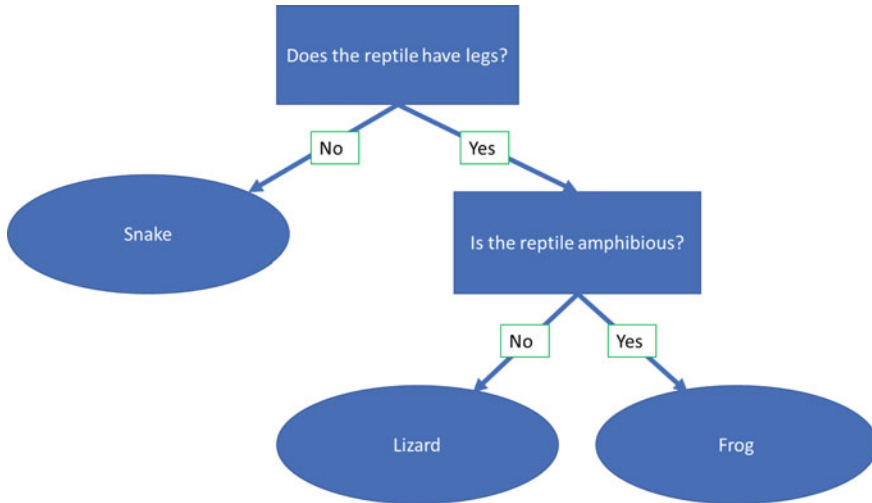 Does the reptile have legs?
No
Yes
Snake
Is the reptile amphibious?
No
Yes
Lizard
Frog